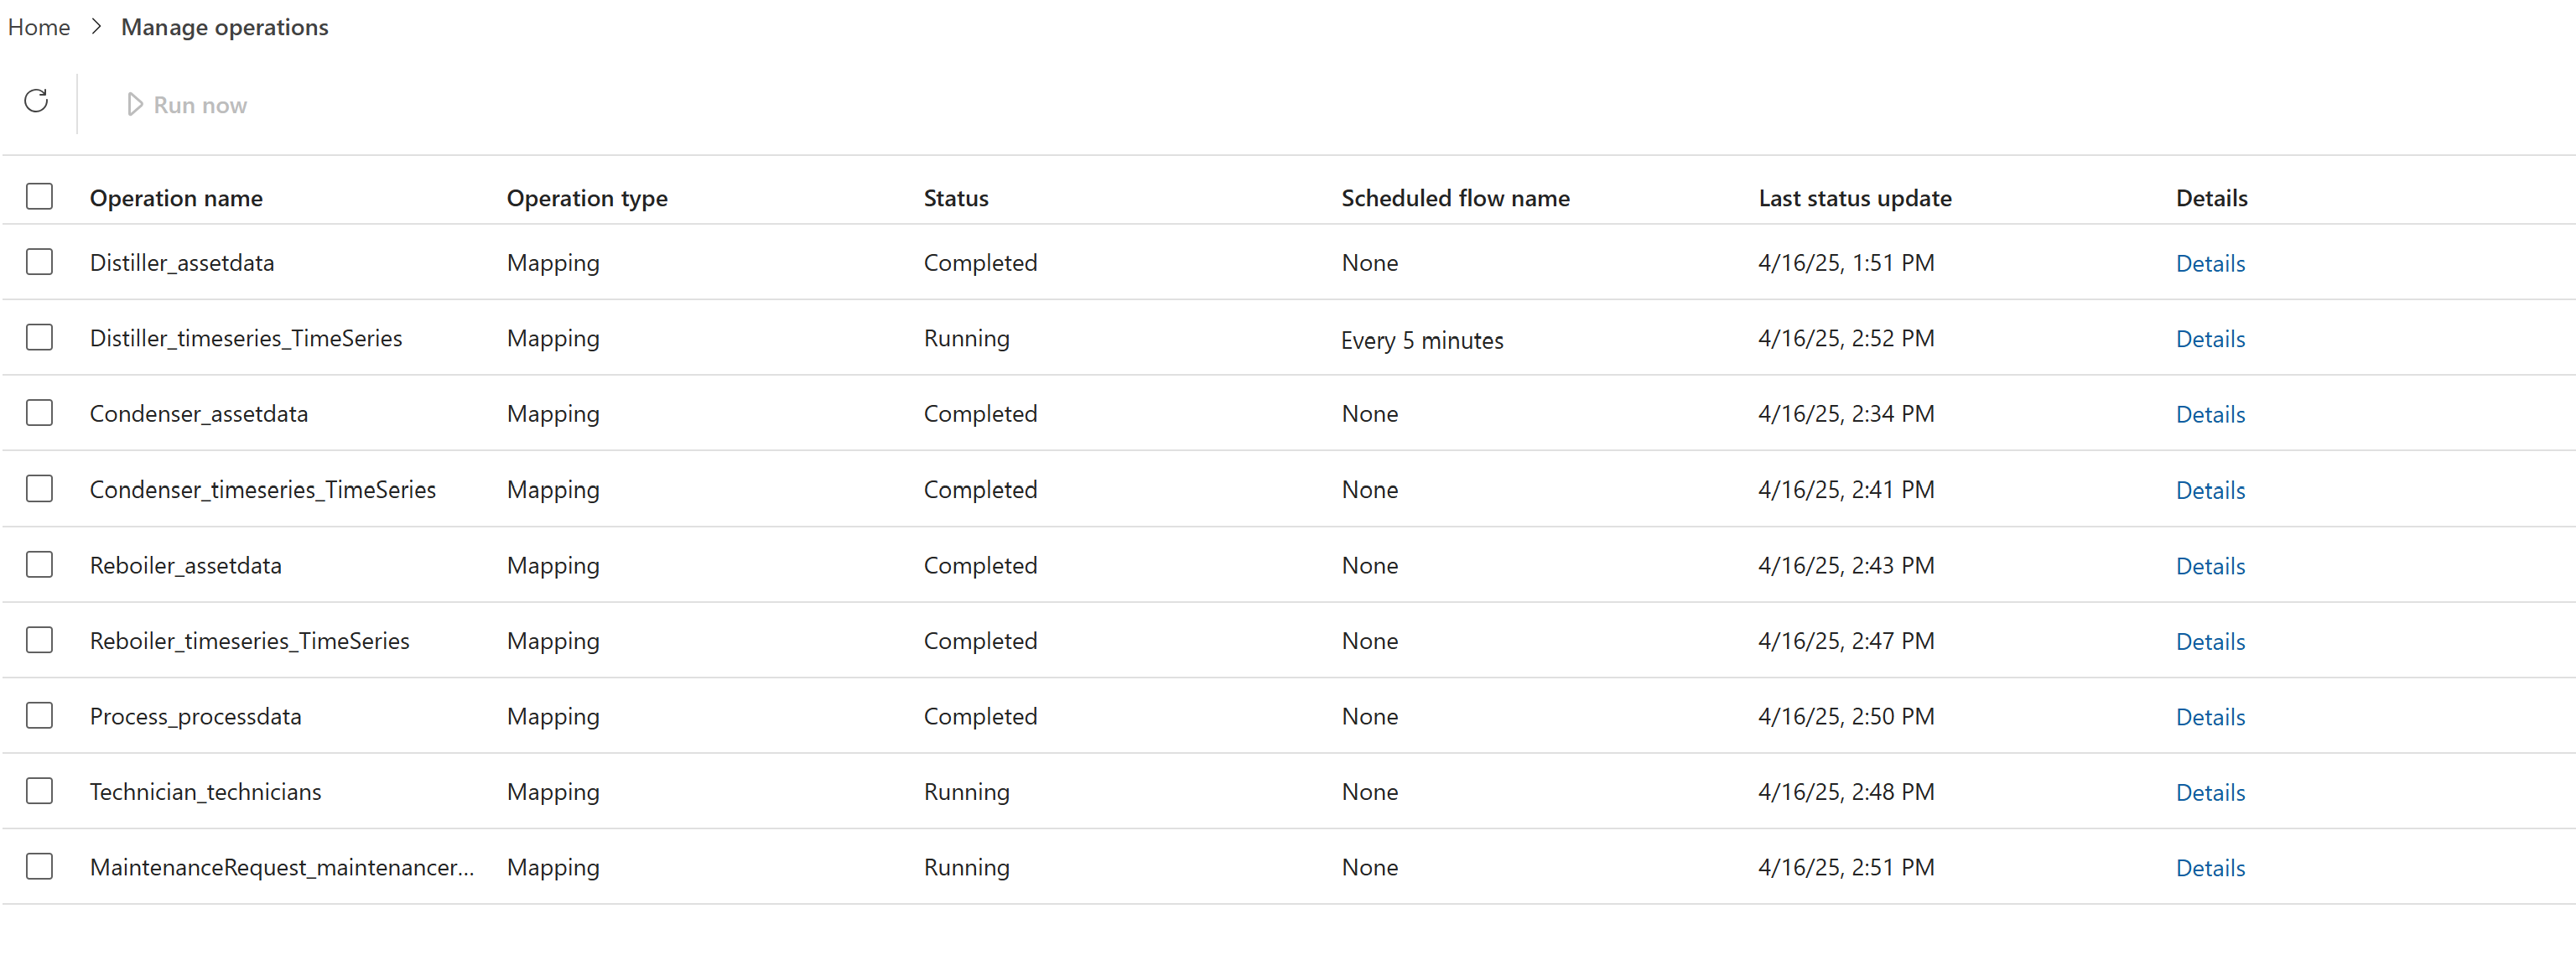 Home > Manage operations
Run now
Operation name Operation type Status Scheduled flow name Last status update Details
Distiller_assetdata Mapping Completed None 4/16/25, 1:51 PM Details
Distiller_timeseries_TimeSeries Mapping Running Every 5 minutes 4/16/25, 2:52 PM Details
Condenser_assetdata Mapping Completed None 4/16/25, 2:34 PM Details
Condenser_timeseries_TimeSeries Mapping Completed None 4/16/25, 2:41 PM Details
Reboiler_assetdata Mapping Completed None 4/16/25, 2:43 PM Details
Reboiler_timeseries_TimeSeries Mapping Completed None 4/16/25, 2:47 PM Details
Process_processdata Mapping Completed None 4/16/25, 2:50 PM Details
Technician_technicians Mapping Running None 4/16/25, 2:48 PM Details
MaintenanceRequest_maintenancer... Mapping Running None 4/16/25, 2:51 PM Details